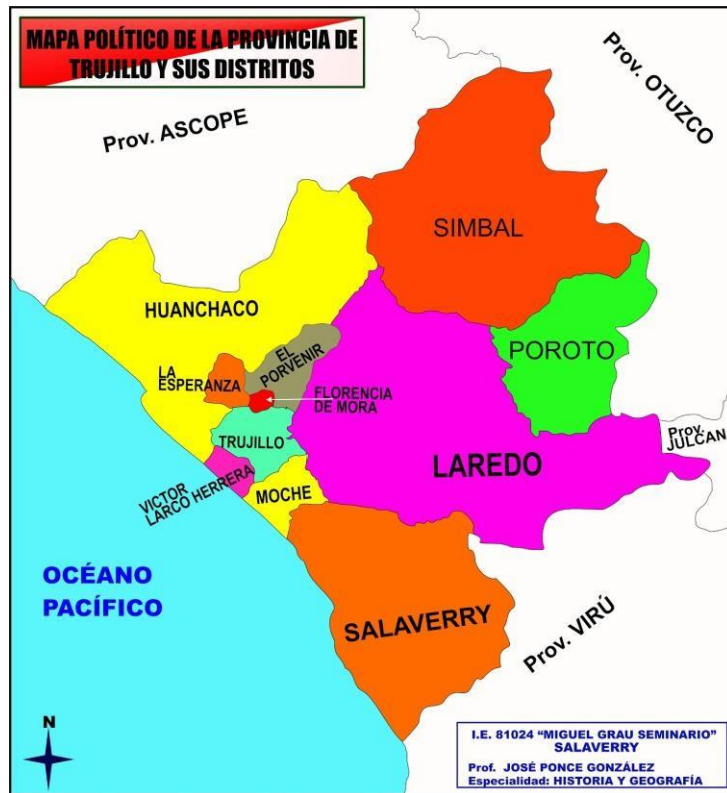 MAPA POLÍTICO DE LA PROVINCIA DE
TRUJILLO Y SUS DISTRITOS
Prov. ASCOPE
Prov. OTUZCO
SIMBAL
HUANCHACO
POROTO
EL
PORVENIR
LA
ESPERANZA
FLORENCIA
DE MORA
Prov.
JULCAN
TRUJILLO
LAREDO
VICTOR
LARCO HERRERA
MOCHE
OCÉANO
PACÍFICO
SALAVERRY
Prov. VIRÚ
N
I.E. 81024 “MIGUEL GRAU SEMINARIO”
SALAVERRY
Prof. JOSÉ PONCE GONZÁLEZ
Especialidad: HISTORIA Y GEOGRAFÍA